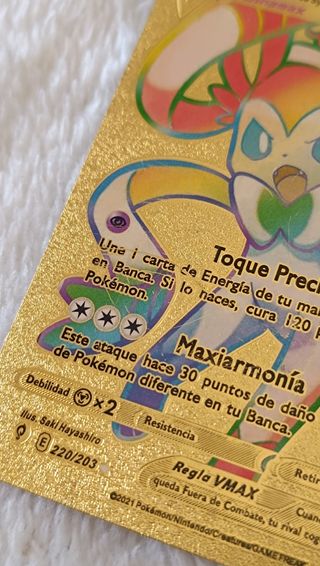 Toque Preci
Une 1 carta de Energía de tu ma
en Banca. Si lo haces, cura 120 p
Pokémon.
Maxiarmonía
Este ataque hace 30 puntos de daño
de Pokémon diferente en tu Banca.
Debilidad ×2
Resistencia
Retir
Ilus. Saki Hayashiro
E 220/203
Regla VMAX
Cuan
queda Fuera de Combate, tu rival cog
©2021 Pokémon/Nintendo/Creatures/GAME FREAK